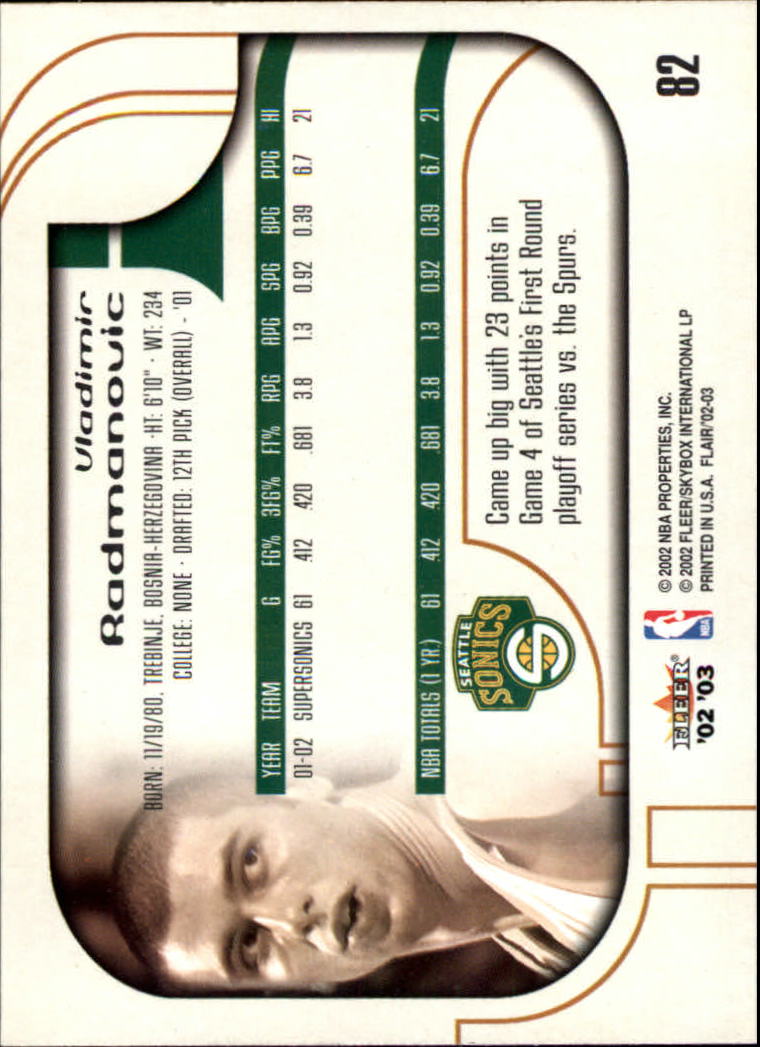 82
Vladimir
Radmanovic
BORN: 11/19/80, TREBINJE, BOSNIA-HERZEGOVINA · HT: 6'10" · WT: 234
COLLEGE: NONE · DRAFTED: 12TH PICK (OVERALL) - '01
YEAR TEAM G FG% 3FG% FT% RPG APG SPG BPG PPG HI
01-02 SUPERSONICS 61 .412 .420 .681 3.8 1.3 0.92 0.39 6.7 21
NBA TOTALS (1 YR.) 61 .412 .420 .681 3.8 1.3 0.92 0.39 6.7 21
SEATTLE
SONICS
Came up big with 23 points in
Game 4 of Seattle's First Round
playoff series vs. the Spurs.
FLEER®
'02 '03
NBA
© 2002 NBA PROPERTIES, INC.
© 2002 FLEER/SKYBOX INTERNATIONAL LP
PRINTED IN U.S.A. FLAIR/'02-03